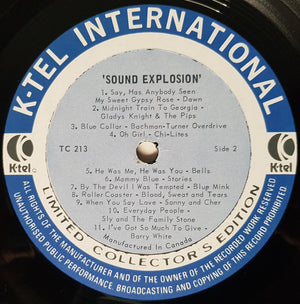 K-TEL INTERNATIONAL
'SOUND EXPLOSION'
1. Say, Has Anybody Seen
My Sweet Gypsy Rose - Dawn
2. Midnight Train To Georgia -
Gladys Knight & The Pips
3. Blue Collar - Bachman-Turner Overdrive
4. Oh Girl - Chi-Lites
TC 213
Side 2
5. He Was Me, He Was You - Bells
6. Mammy Blue - Stories
7. By The Devil I Was Tempted - Blue Mink
8. Roller Coaster - Blood, Sweat and Tears
9. When You Say Love - Sonny and Cher
10. Everyday People -
Sly and The Family Stone
11. I've Got So Much To Give -
Barry White
Manufactured In Canada
K-tel
K-tel
LIMITED COLLECTOR'S EDITION
ALL RIGHTS OF THE MANUFACTURER AND OF THE OWNER OF THE RECORDED WORK RESERVED
UNAUTHORISED PUBLIC PERFORMANCE, BROADCASTING AND COPYING OF THIS RECORD PROHIBITED